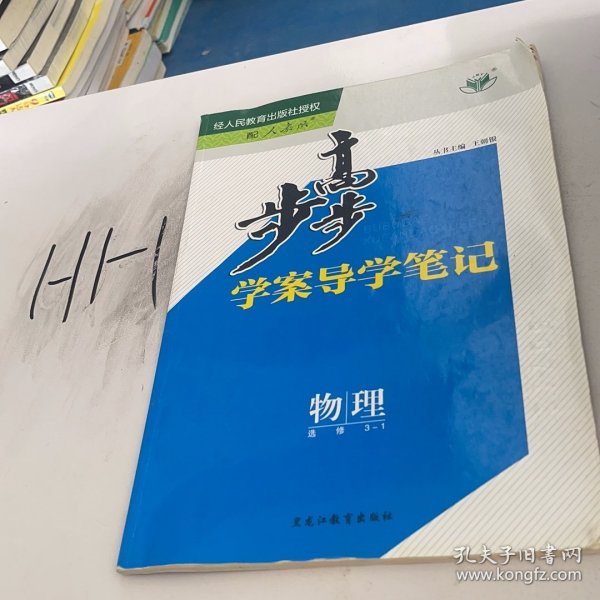 经人民教育出版社授权
配人教版®
丛书主编 王朝银
步步高
学案导学笔记
物理
选修 3-1
黑龙江教育出版社
孔夫子旧书网
www.kongfz.com